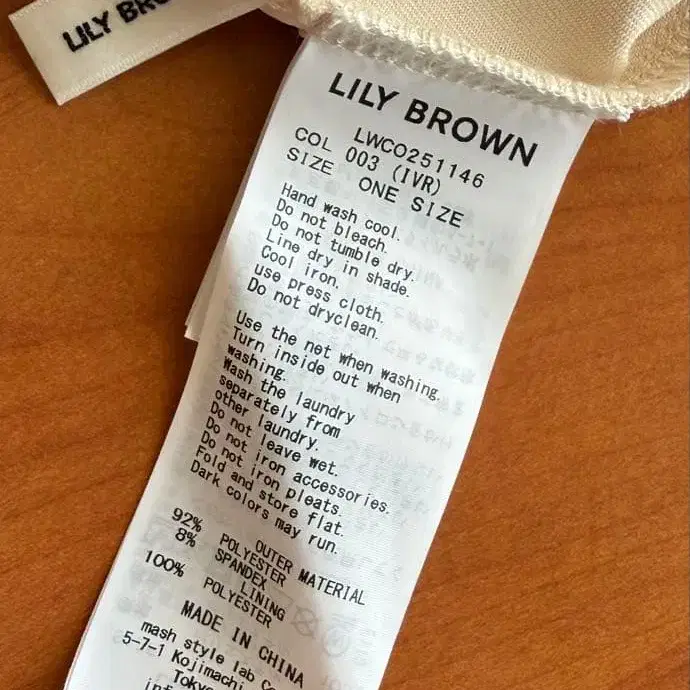 LILY BRO
LILY BROWN
LWCO251146
COL 003 (IVR)
SIZE ONE SIZE
Hand wash cool.
Do not bleach.
Do not tumble dry.
Line dry in shade.
Cool iron,
use press cloth.
Do not dryclean.
Use the net when washing.
Turn inside out when
washing.
Wash the laundry
separately from
other laundry.
Do not leave wet.
Do not iron accessories.
Do not iron pleats.
Fold and store flat.
Dark colors may run.
OUTER MATERIAL
92% POLYESTER
8% SPANDEX
LINING
100% POLYESTER
MADE IN CHINA
mash style lab C
5-7-1 Kojimachi
Toky